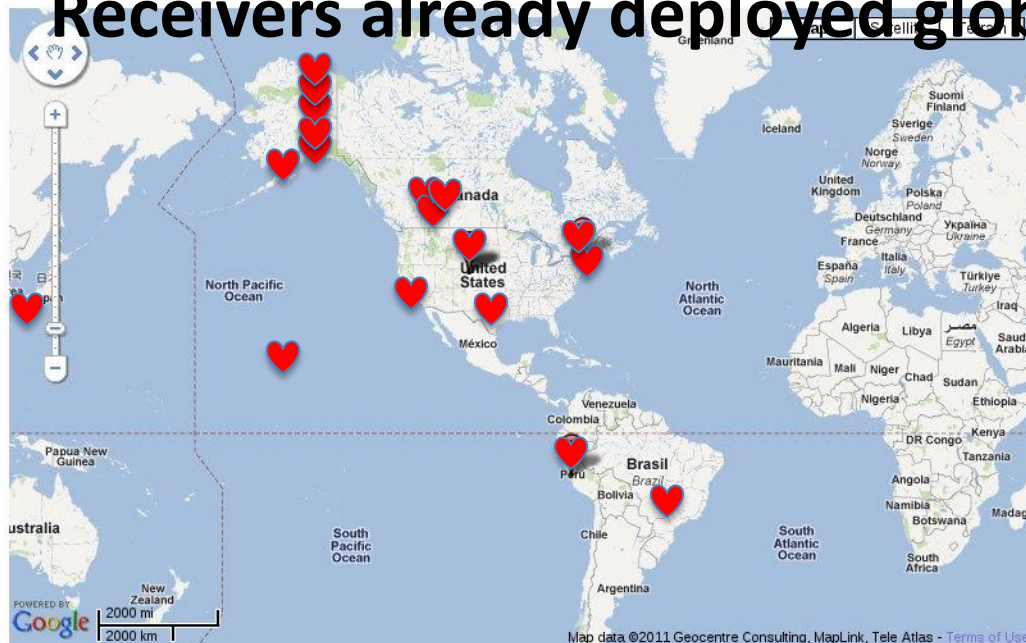 Receivers already deployed glob
Greenland
Suomi
Finland
Iceland
Sverige
Sweden
Norge
Norway
United
Kingdom
Polska
Poland
anada
Deutschland
Germany
Україна
Ukraine
France
Italia
Italy
España
Spain
Türkiye
Turkey
Iraq
United
States
North Pacific
Ocean
North
Atlantic
Ocean
México
Algeria
Libya
مصر
Egypt
Saudi
Arabi
Mauritania
Mali
Niger
Chad
Sudan
Nigeria
Ethiopia
Venezuela
Colombia
DR Congo
Kenya
Tanzania
Papua New
Guinea
Perú
Brasil
Brazil
Bolivia
Angola
Namibia
Botswana
Madag
ustralia
South
Pacific
Ocean
Chile
South
Atlantic
Ocean
South
Africa
New
Zealand
Argentina
POWERED BY
Google
2000 mi
2000 km
Map data ©2011 Geocentre Consulting, MapLink, Tele Atlas - Terms of Use